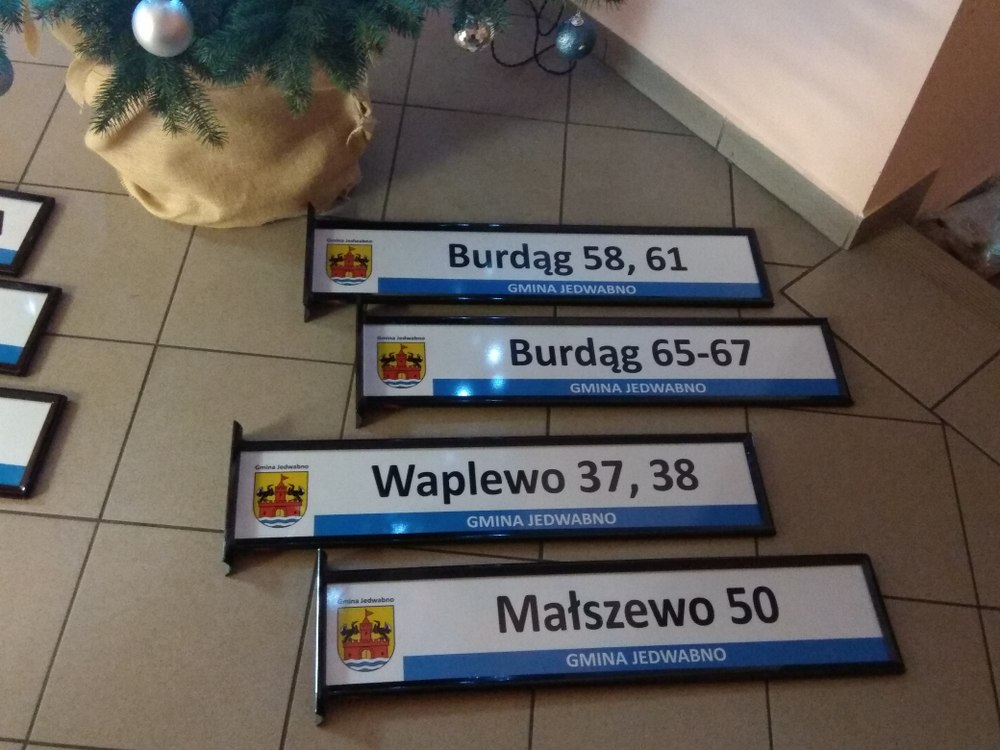 Gmina Jedwabno
Burdąg 58, 61
GMINA JEDWABNO
Gmina Jedwabno
Burdąg 65-67
GMINA JEDWABNO
Gmina Jedwabno
Waplewo 37, 38
GMINA JEDWABNO
Gmina Jedwabno
Małszewo 50
GMINA JEDWABNO